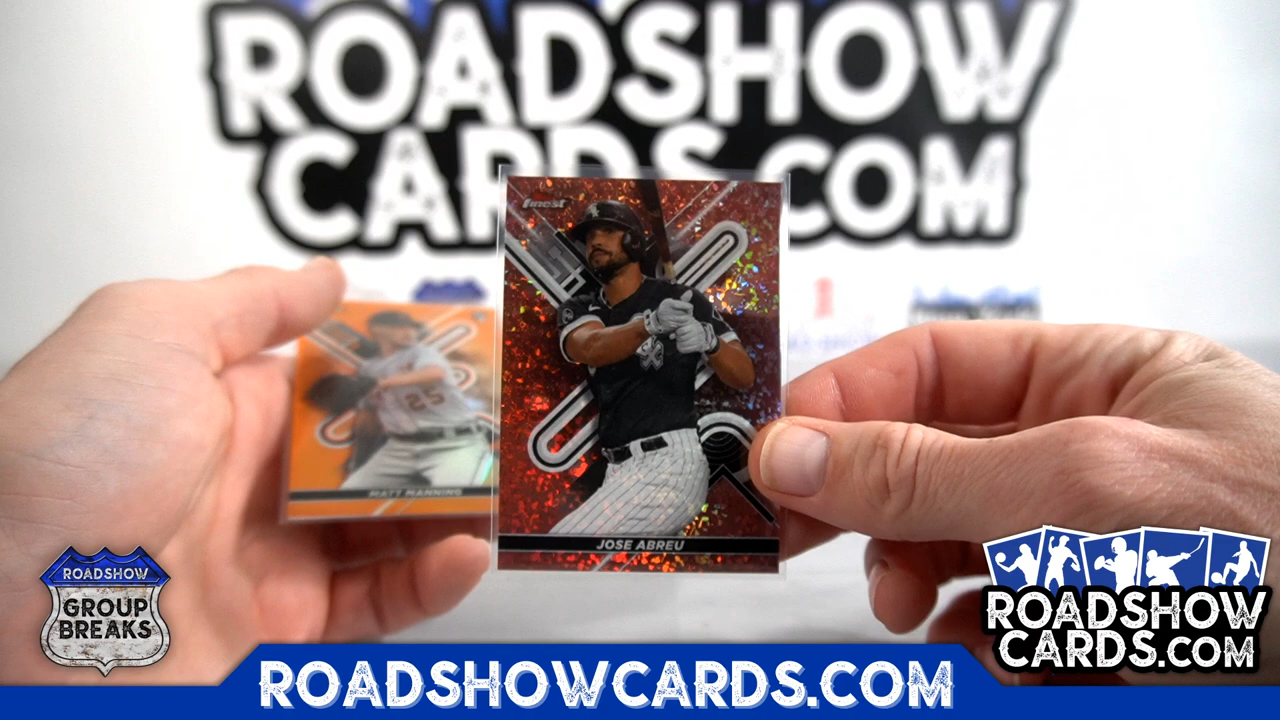 ROADSHOW
CARDS.COM
finest
25
MATT MANNING
JOSE ABREU
ROADSHOW
GROUP
BREAKS
ROADSHOW
CARDS.COM
ROADSHOWCARDS.COM